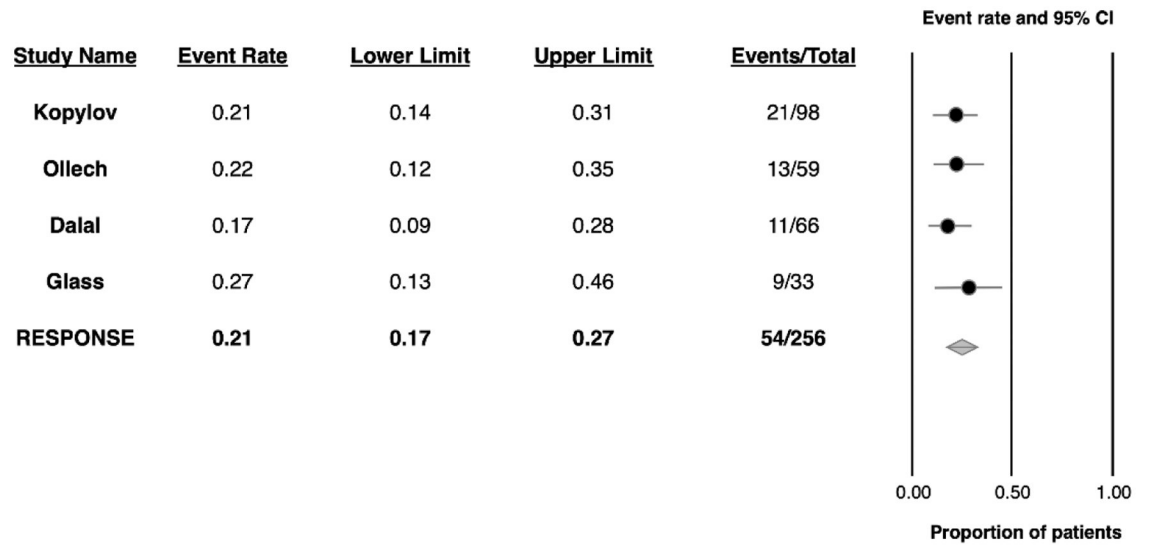 Event rate and 95% CI
Study Name Event Rate Lower Limit Upper Limit Events/Total
Kopylov 0.21 0.14 0.31 21/98
Ollech 0.22 0.12 0.35 13/59
Dalal 0.17 0.09 0.28 11/66
Glass 0.27 0.13 0.46 9/33
RESPONSE 0.21 0.17 0.27 54/256
0.00 0.50 1.00
Proportion of patients